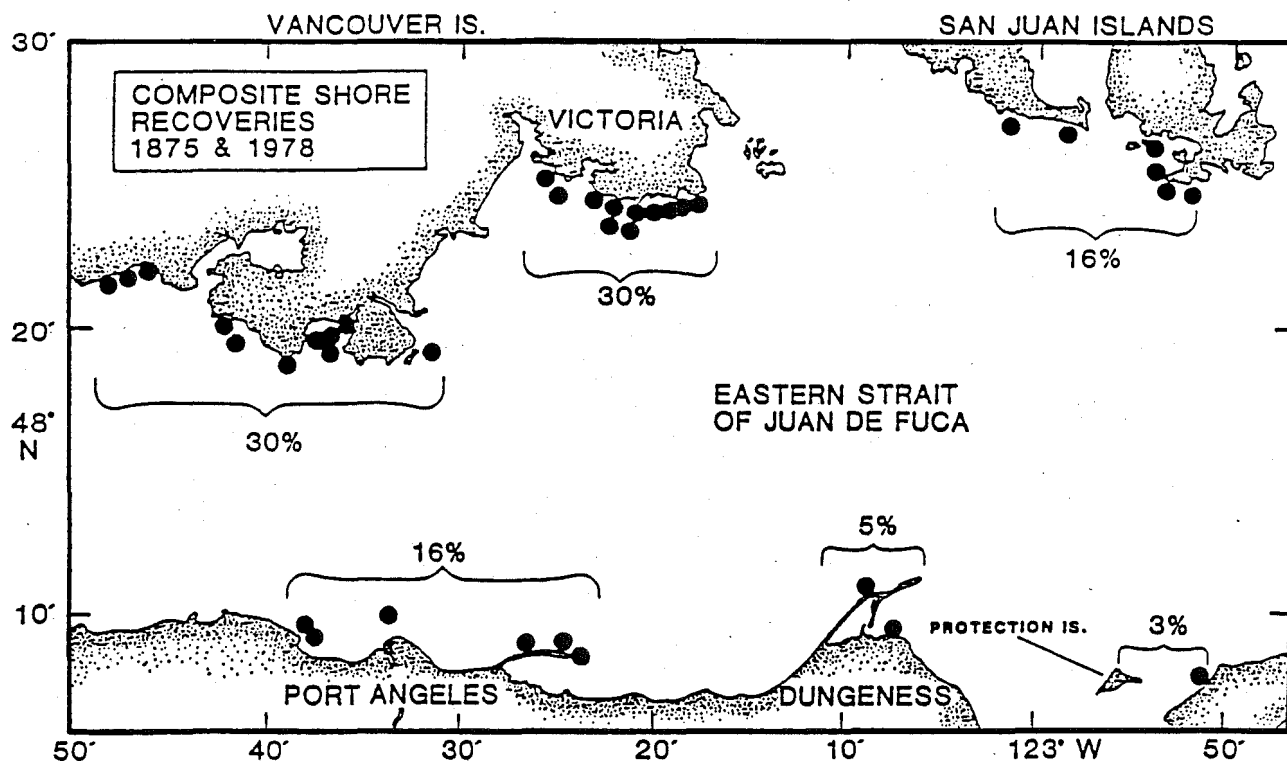 VANCOUVER IS.
SAN JUAN ISLANDS
30´
COMPOSITE SHORE
RECOVERIES
1875 & 1978
VICTORIA
16%
30%
20´
EASTERN STRAIT
OF JUAN DE FUCA
48°
N
30%
5%
16%
10´
PROTECTION IS.
3%
PORT ANGELES
DUNGENESS
50´
40´
30´
20´
10´
123° W
50´